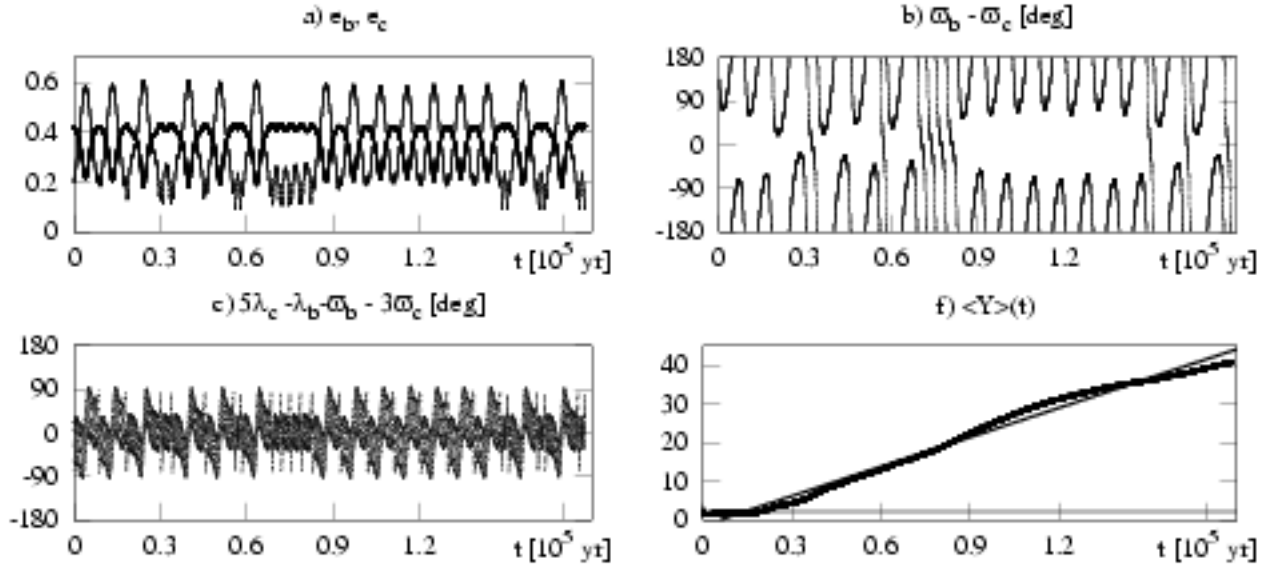 a) e_b, e_c
0.6
0.4
0.2
0
0 0.3 0.6 0.9 1.2 t [10^5 yr]
b) ϖ_b - ϖ_c [deg]
180
90
0
-90
-180
0 0.3 0.6 0.9 1.2 t [10^5 yr]
c) 5λ_c -λ_b-ϖ_b - 3ϖ_c [deg]
180
90
0
-90
-180
0 0.3 0.6 0.9 1.2 t [10^5 yr]
f) <Y>(t)
40
30
20
10
0
0 0.3 0.6 0.9 1.2 t [10^5 yr]